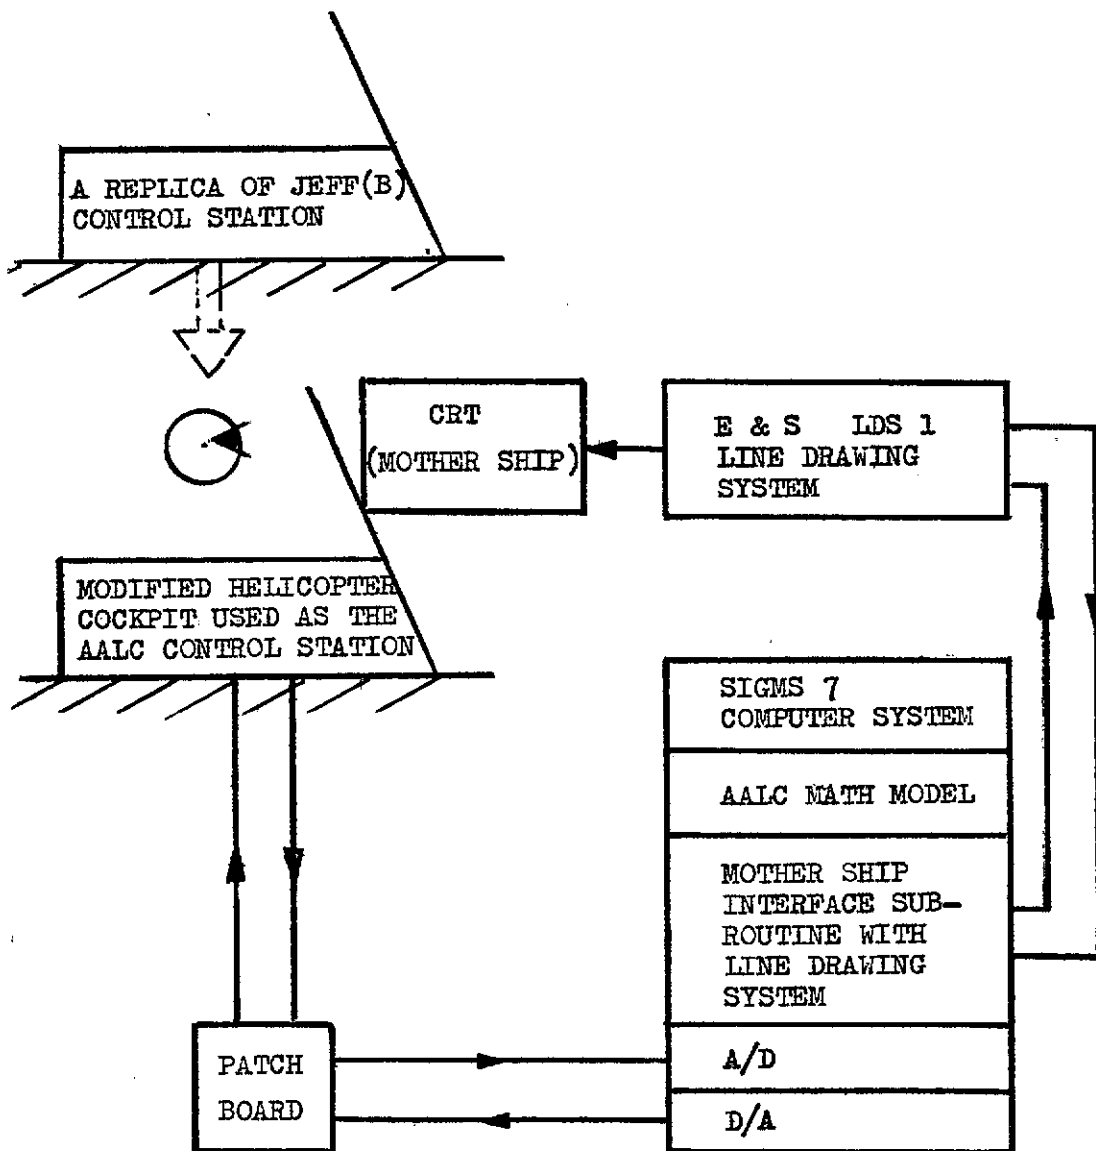 A REPLICA OF JEFF(B)
CONTROL STATION
CRT
(MOTHER SHIP)
E & S LDS 1
LINE DRAWING
SYSTEM
MODIFIED HELICOPTER
COCKPIT USED AS THE
AALC CONTROL STATION
SIGMS 7
COMPUTER SYSTEM
AALC MATH MODEL
MOTHER SHIP
INTERFACE SUB-
ROUTINE WITH
LINE DRAWING
SYSTEM
PATCH
BOARD
A/D
D/A